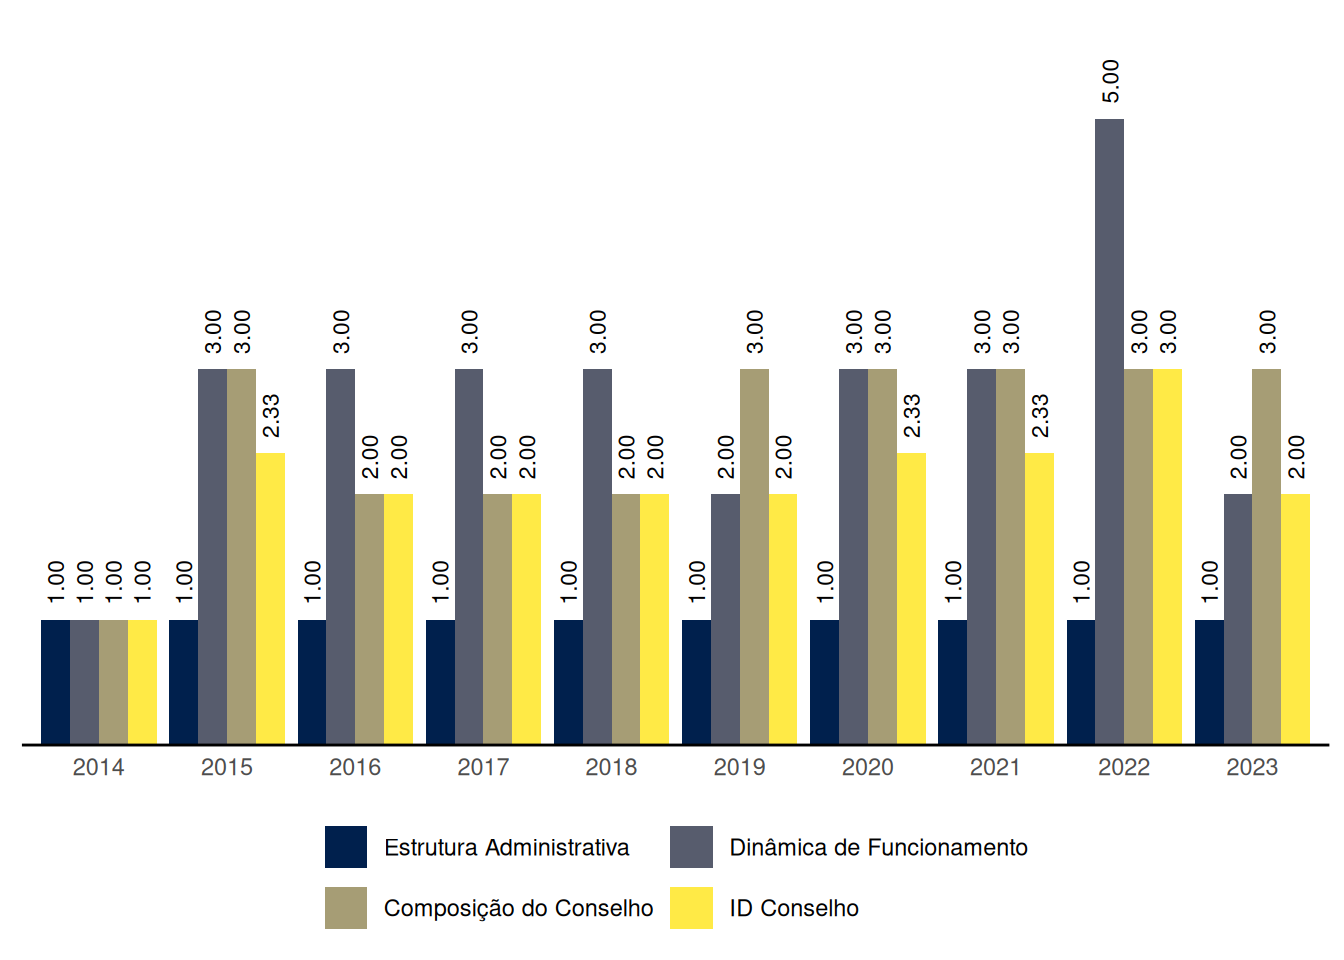 5.00
3.00 3.00 3.00 3.00 3.00 3.00 3.00 3.00 3.00 3.00 3.00 3.00 3.00
2.33 2.33 2.33
2.00 2.00 2.00 2.00 2.00 2.00 2.00 2.00 2.00 2.00
1.00 1.00 1.00 1.00 1.00 1.00 1.00 1.00 1.00 1.00 1.00 1.00 1.00
2014 2015 2016 2017 2018 2019 2020 2021 2022 2023
Estrutura Administrativa Dinâmica de Funcionamento
Composição do Conselho ID Conselho